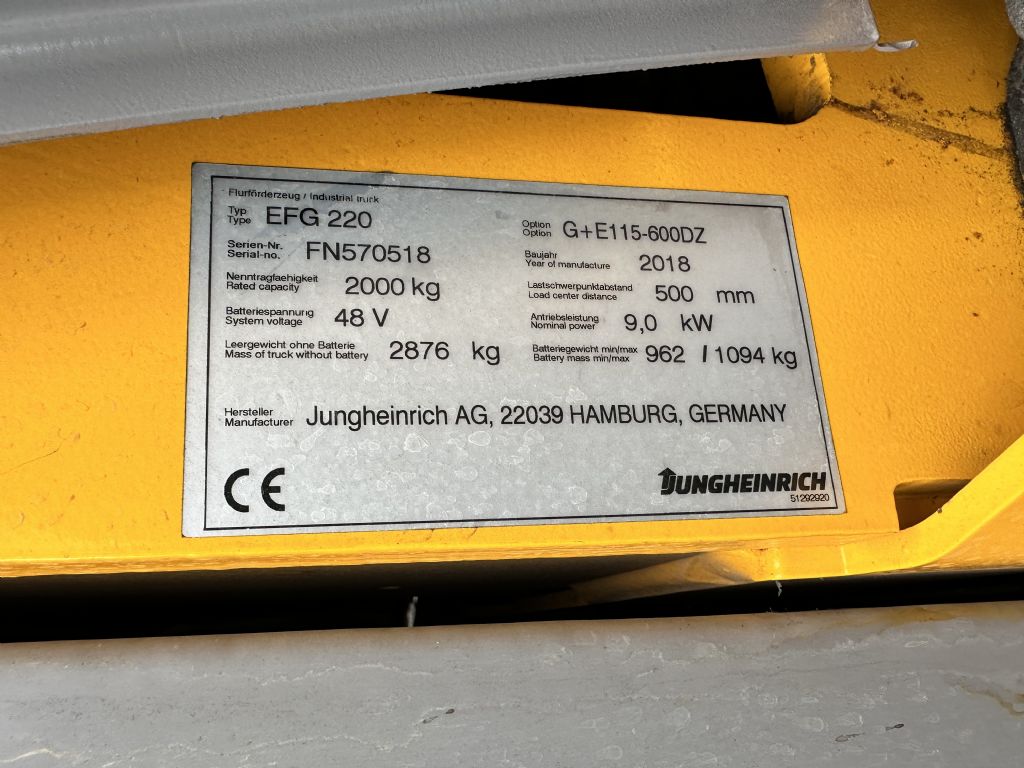 Flurförderzeug / Industrial truck
Typ
Type EFG 220
Option
Option G+E115-600DZ
Serien-Nr.
Serial-no. FN570518
Baujahr
Year of manufacture 2018
Nenntragfaehigkeit
Rated capacity 2000 kg
Lastschwerpunktabstand
Load center distance 500 mm
Batteriespannung
System voltage 48 V
Antriebsleistung
Nominal power 9,0 kW
Leergewicht ohne Batterie
Mass of truck without battery 2876 kg
Batteriegewicht min/max
Battery mass min/max 962 / 1094 kg
Hersteller
Manufacturer Jungheinrich AG, 22039 HAMBURG, GERMANY
CE
JUNGHEINRICH
51292920